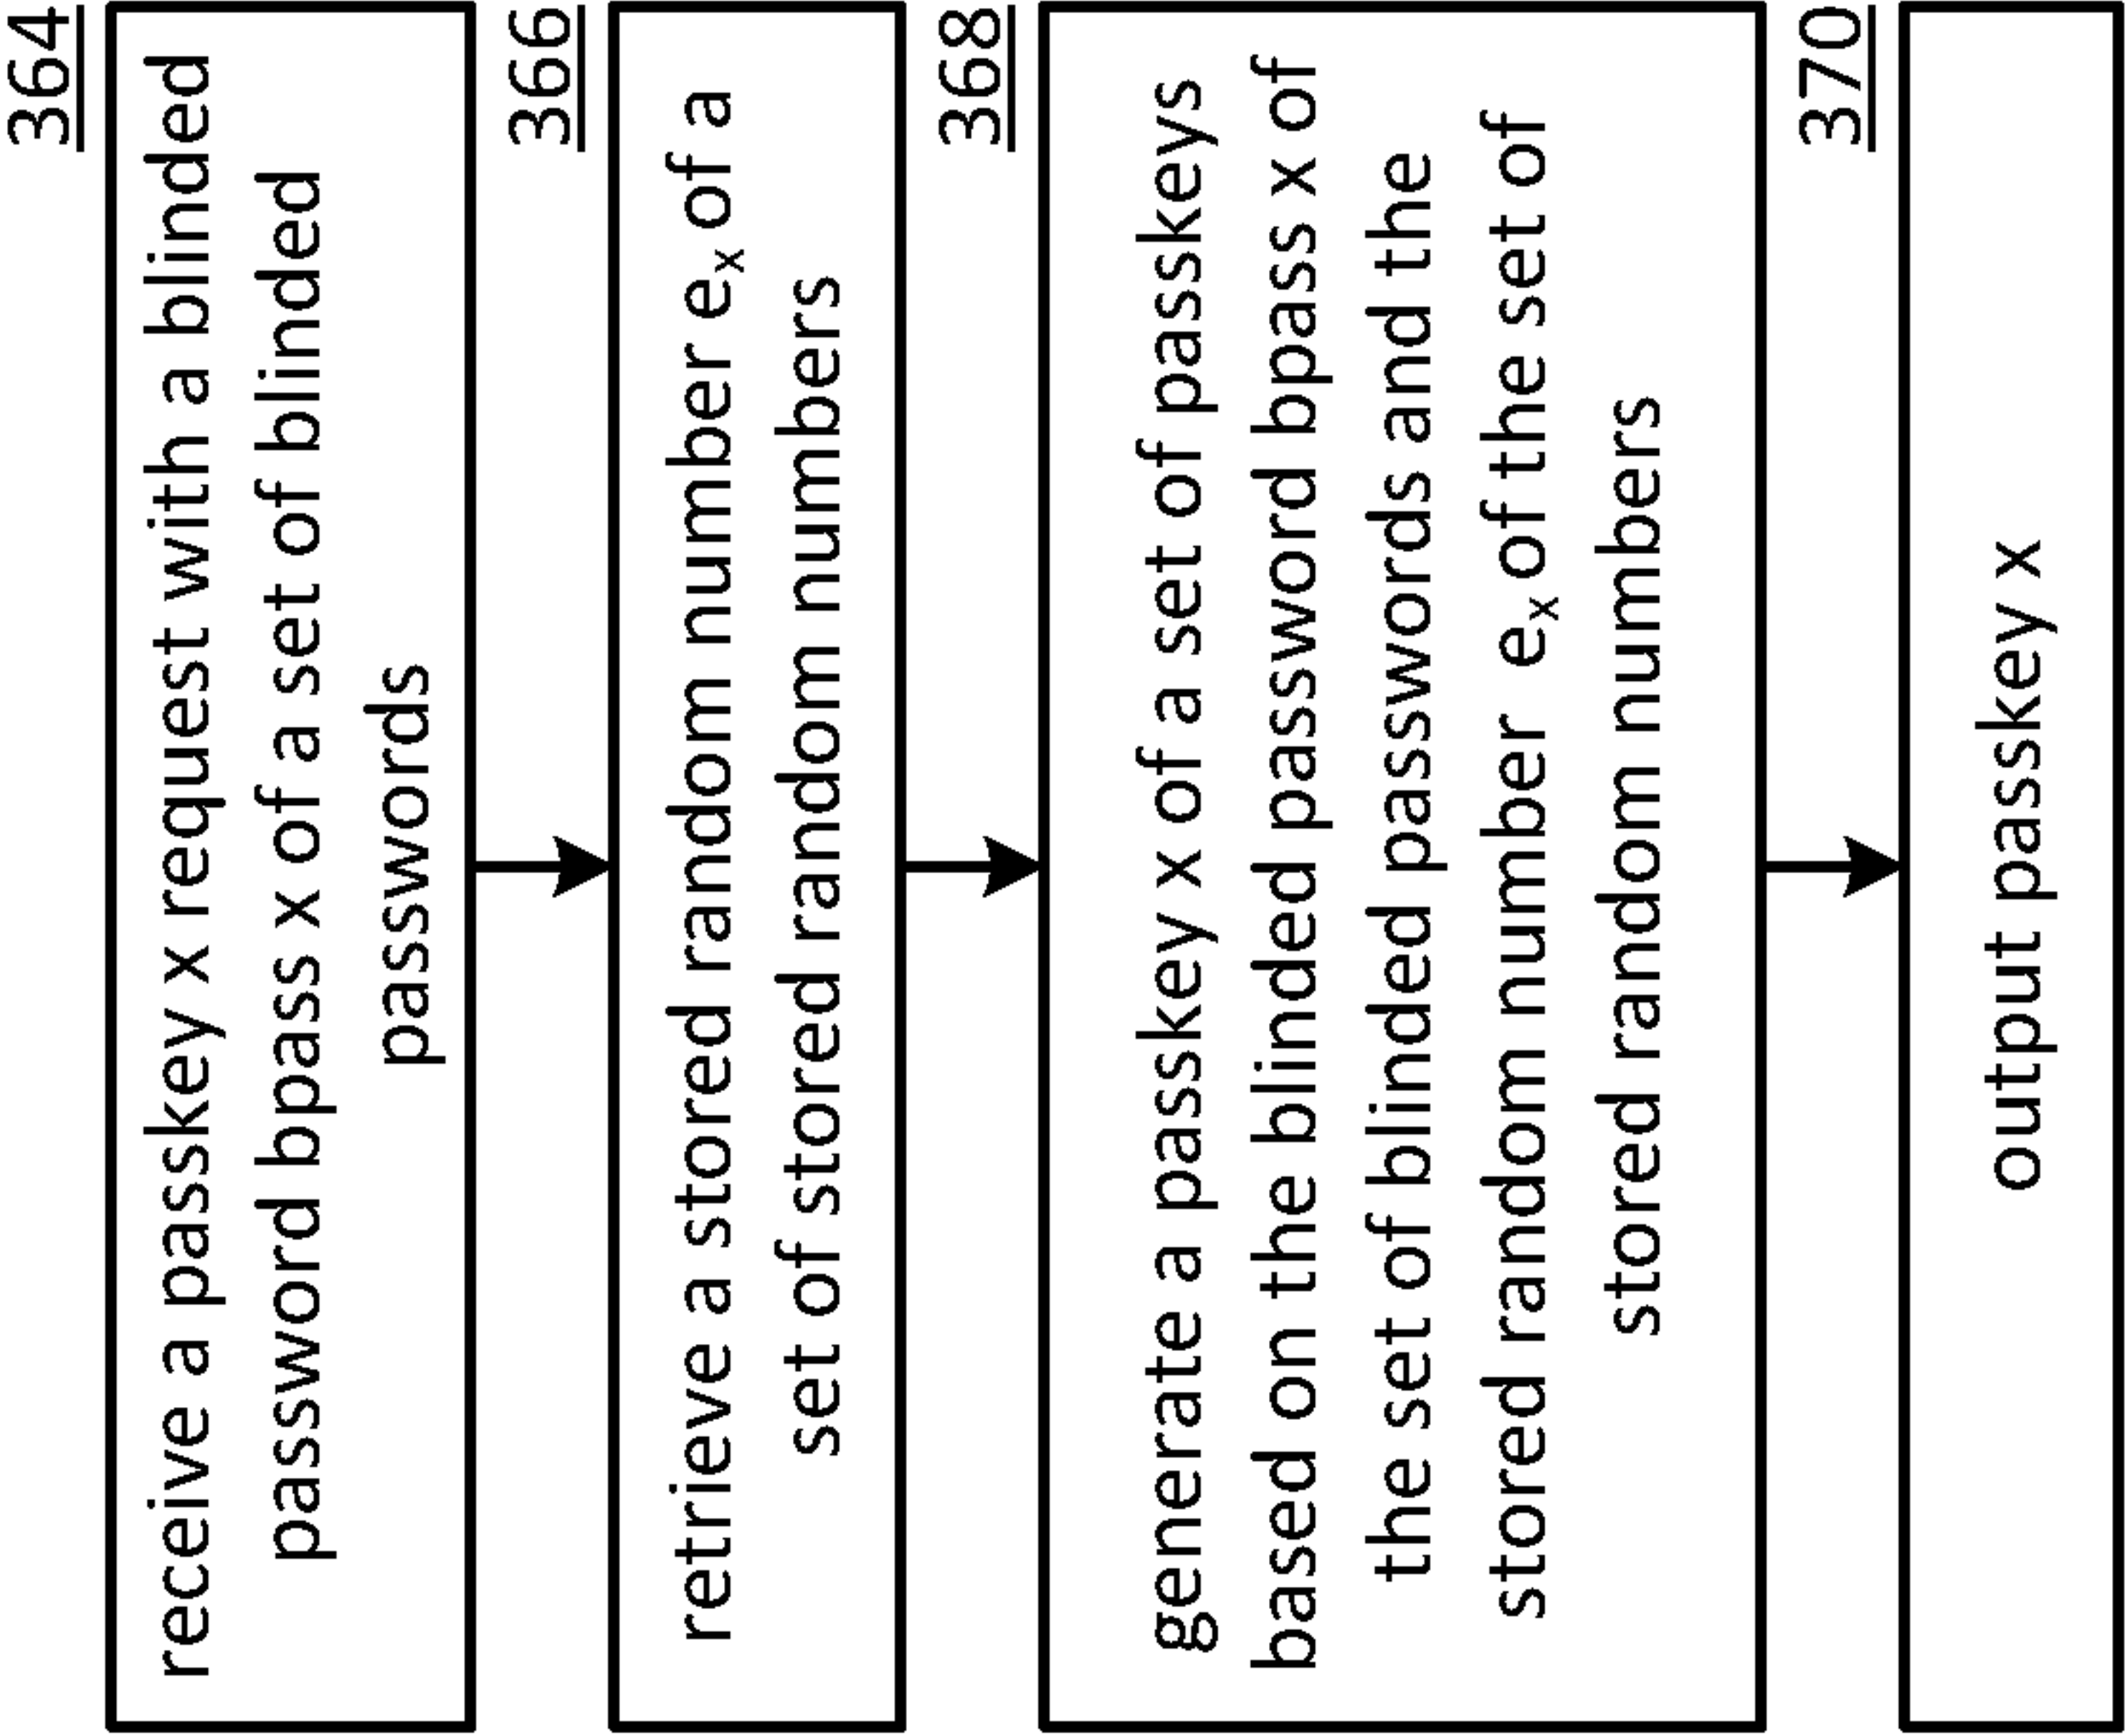 364
receive a passkey x request with a blinded
password bpass x of a set of blinded
passwords
366
retrieve a stored random number eₓ of a
set of stored random numbers
368
generate a passkey x of a set of passkeys
based on the blinded password bpass x of
the set of blinded passwords and the
stored random number eₓ of the set of
stored random numbers
370
output passkey x